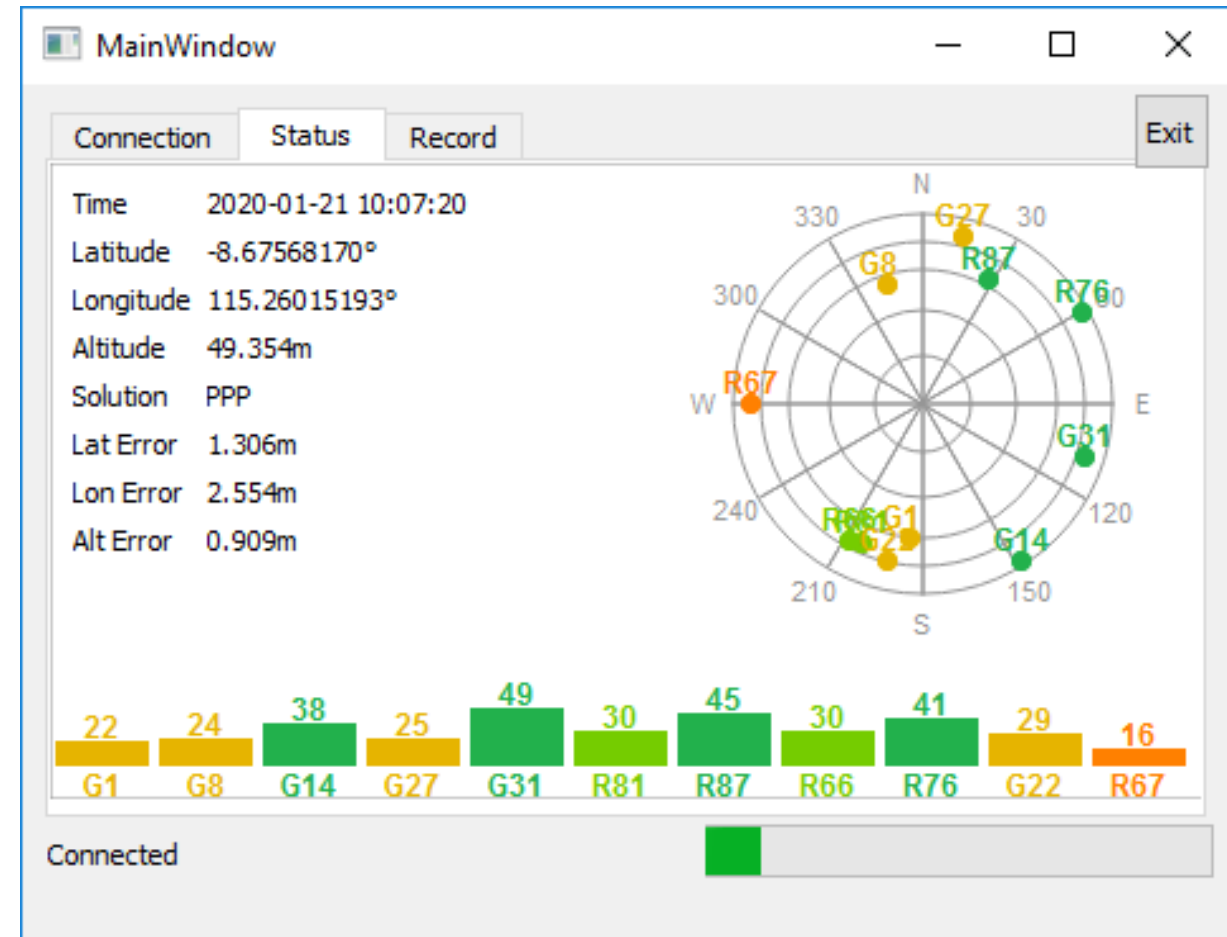 MainWindow
Connection Status Record Exit
Time 2020-01-21 10:07:20
Latitude -8.67568170°
Longitude 115.26015193°
Altitude 49.354m
Solution PPP
Lat Error 1.306m
Lon Error 2.554m
Alt Error 0.909m
N
330 G27 30
G8 R87
300 R76
R67
W E
G31
240 R66 G1 120
G22 G14
210 150
S
22 24 38 25 49 30 45 30 41 29 16
G1 G8 G14 G27 G31 R81 R87 R66 R76 G22 R67
Connected